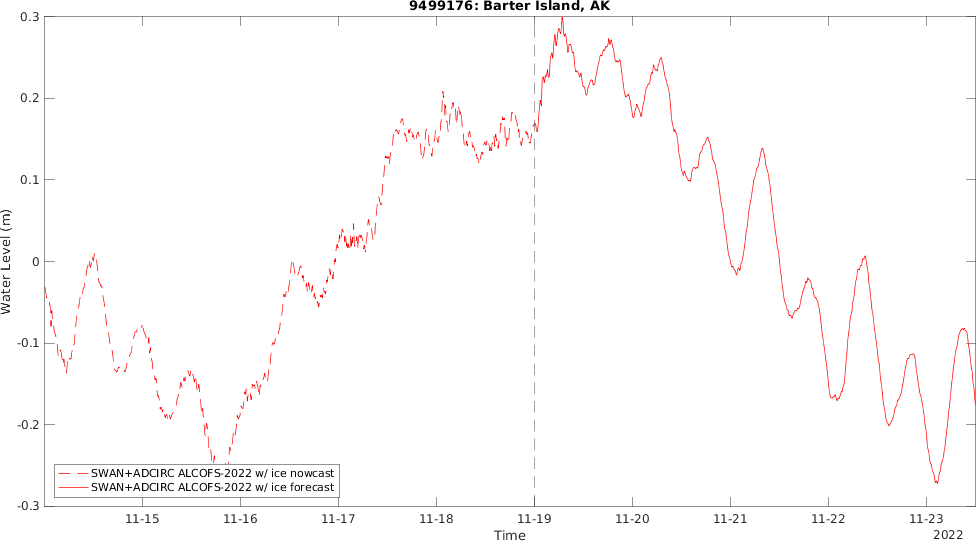 9499176: Barter Island, AK
0.3
0.2
0.1
0
-0.1
-0.2
-0.3
Water Level (m)
SWAN+ADCIRC ALCOFS-2022 w/ ice nowcast
SWAN+ADCIRC ALCOFS-2022 w/ ice forecast
11-15 11-16 11-17 11-18 11-19 11-20 11-21 11-22 11-23
Time
2022